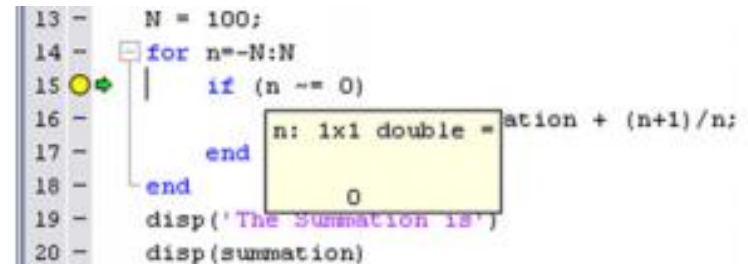 13 - N = 100;
14 - for n=-N:N
15 if (n ~= 0)
16 - ation + (n+1)/n;
n: 1x1 double =
0
17 - end
18 - end
19 - disp('The Summation is')
20 - disp(summation)